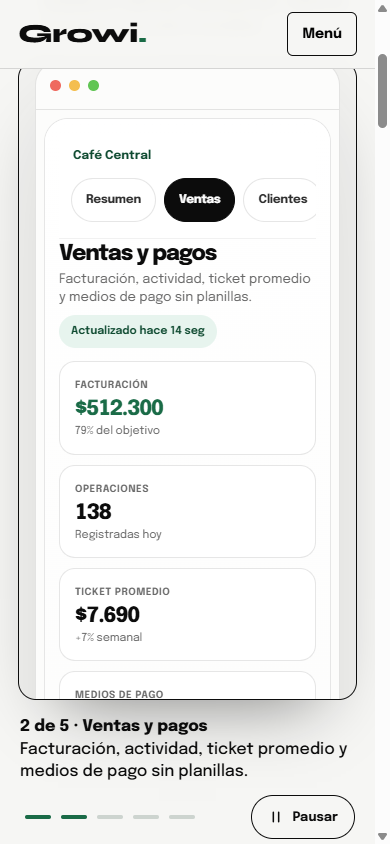 Growi.
Menú
Café Central
Resumen
Ventas
Clientes
Ventas y pagos
Facturación, actividad, ticket promedio
y medios de pago sin planillas.
Actualizado hace 14 seg
FACTURACIÓN
$512.300
79% del objetivo
OPERACIONES
138
Registradas hoy
TICKET PROMEDIO
$7.690
+7% semanal
MEDIOS DE PAGO
2 de 5 · Ventas y pagos
Facturación, actividad, ticket promedio y
medios de pago sin planillas.
Pausar